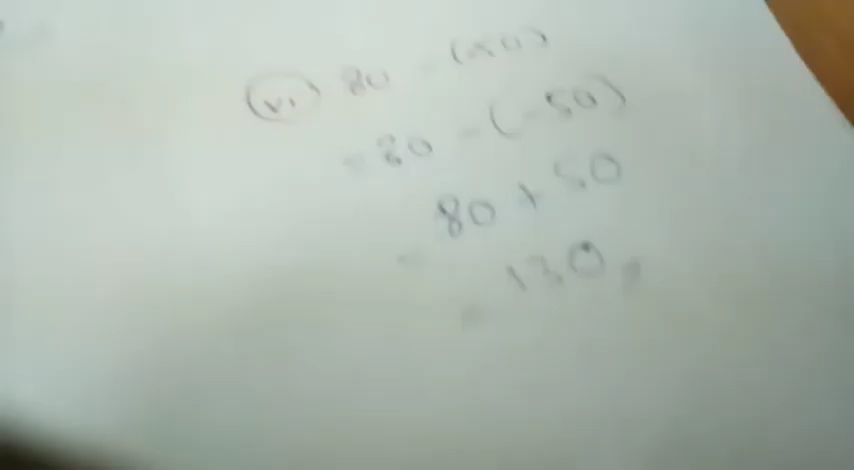 (vi) 80 - (-50)
= 80 - (-50)
= 80 + 50
= 130